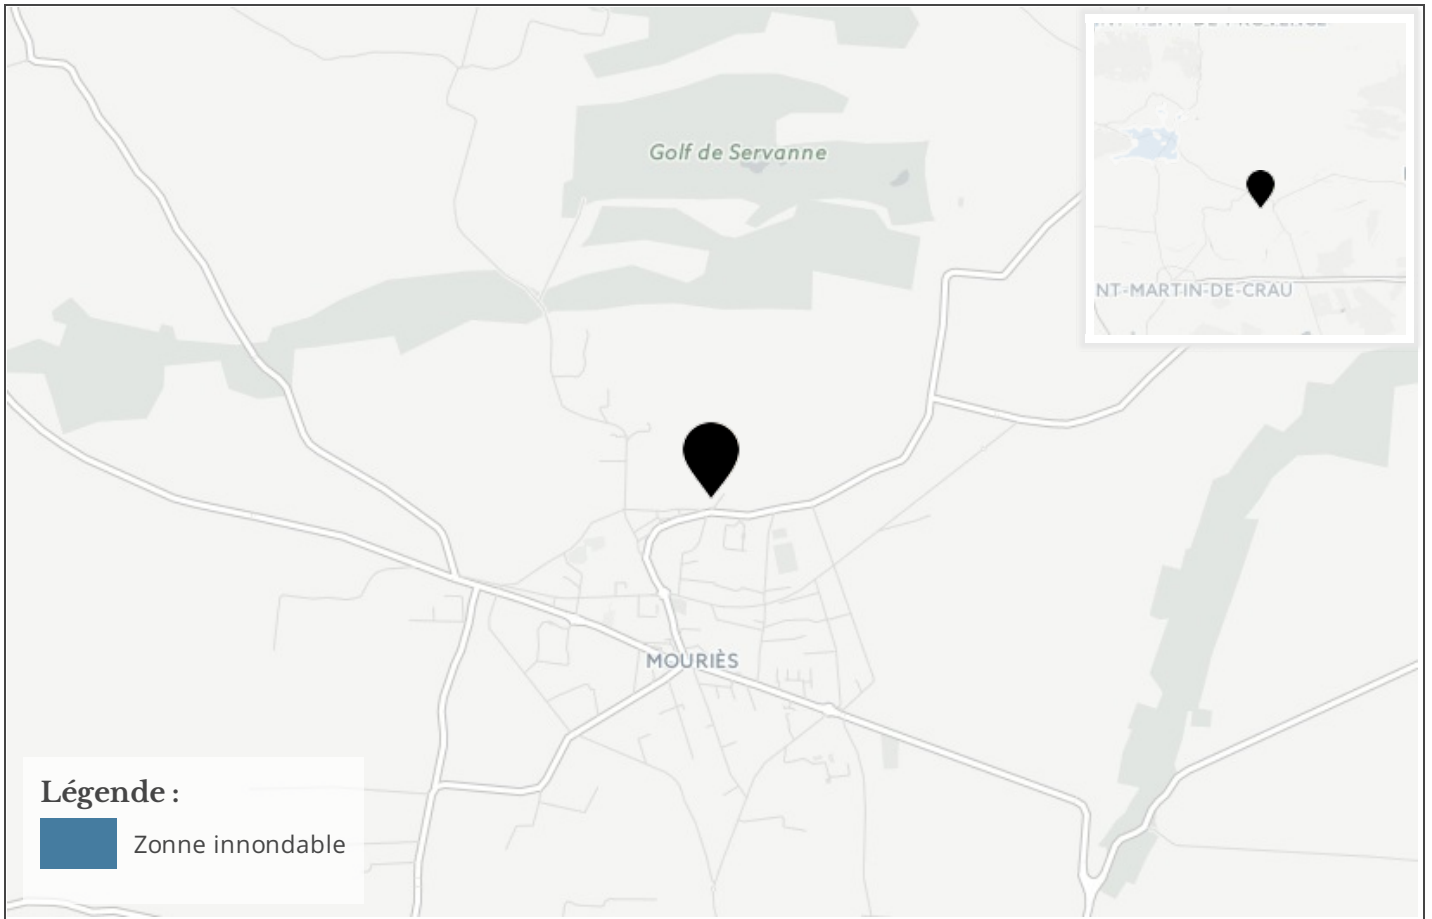 Golf de Servanne
NT-MARTIN-DE-CRAU
MOURIÈS
Légende :
Zonne innondable